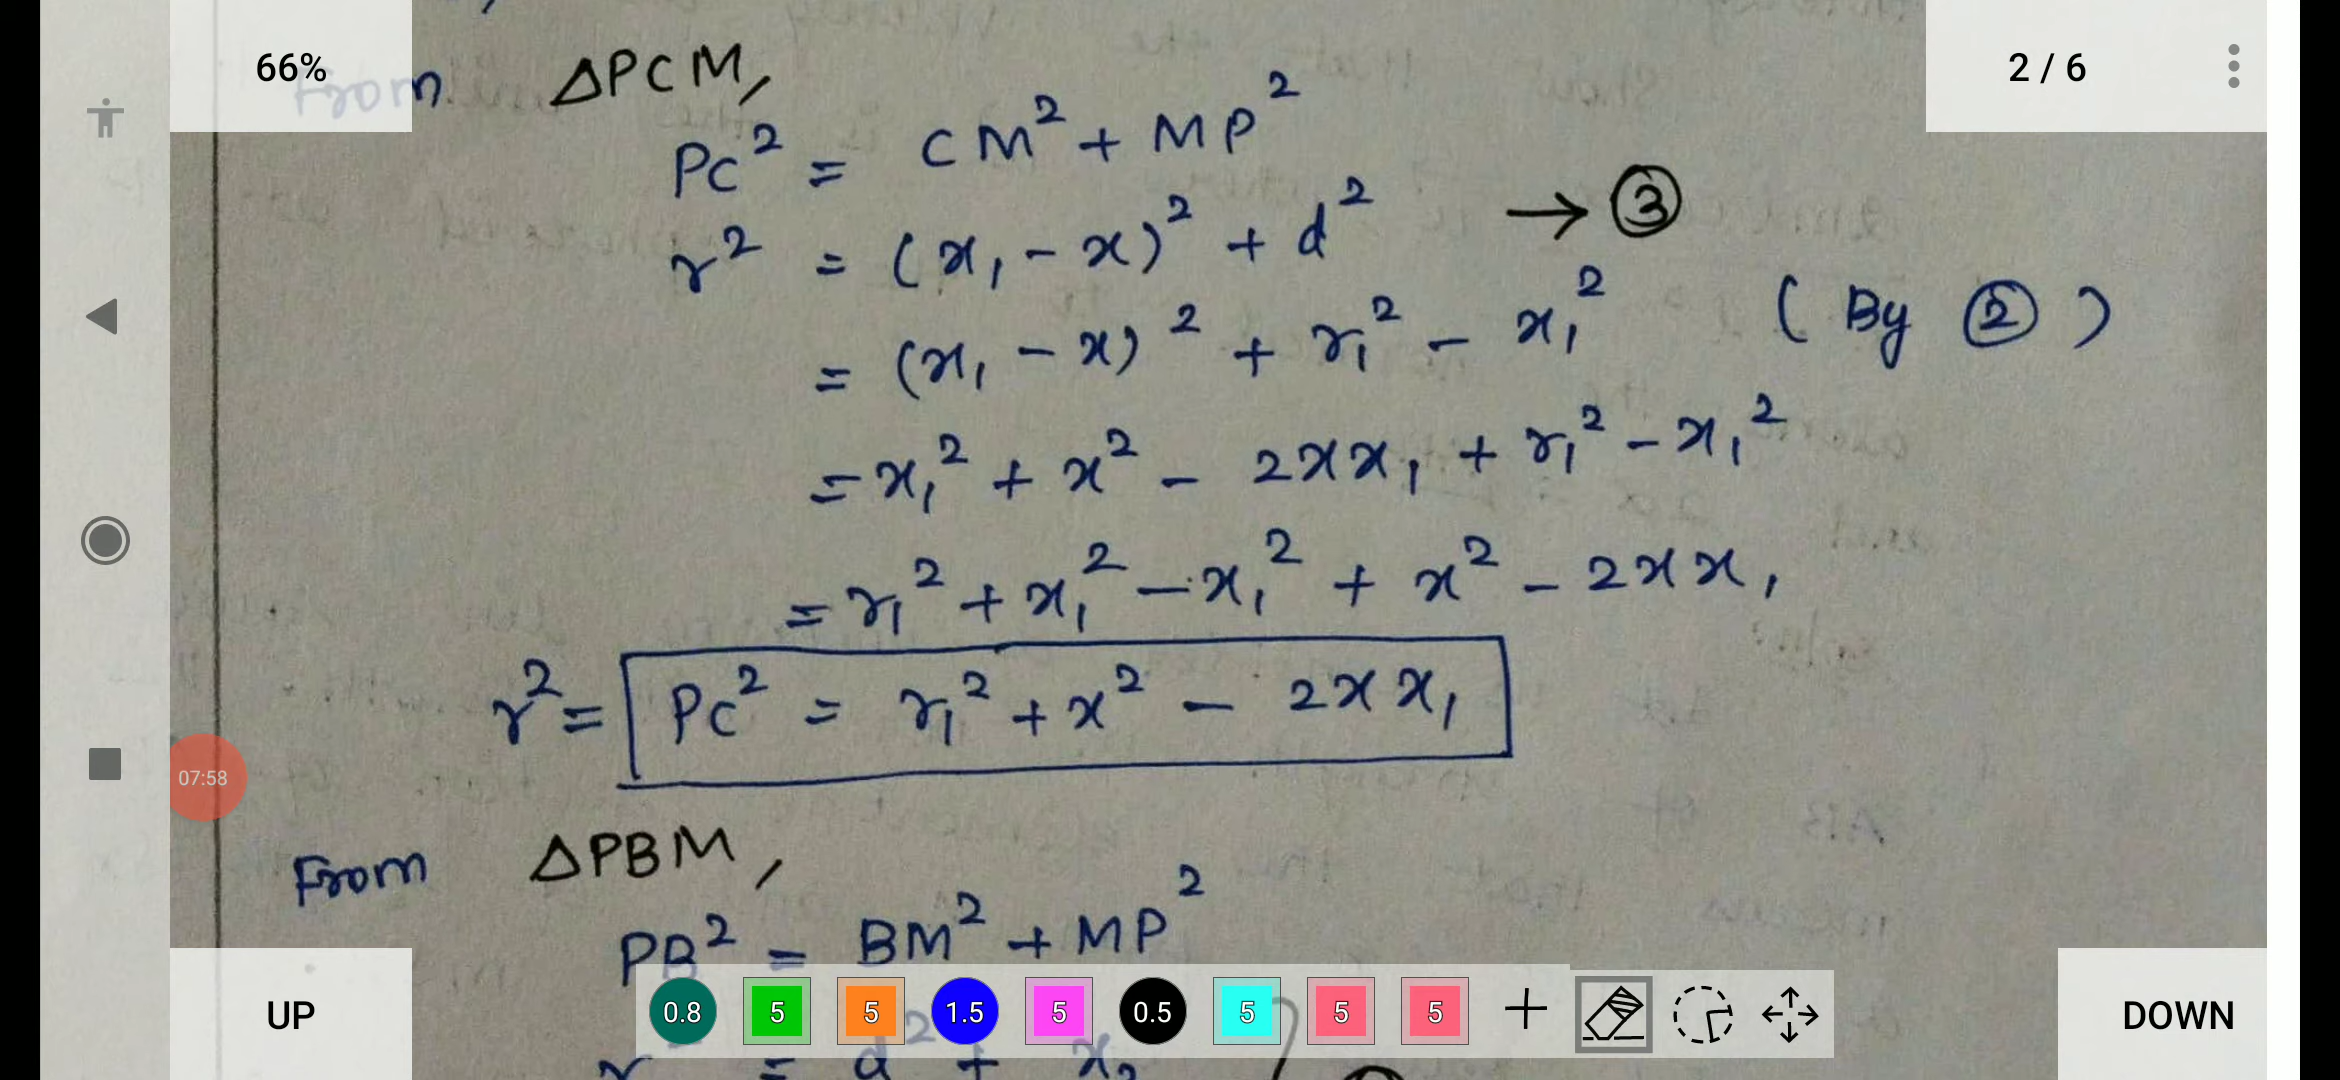 66%
2 / 6
From ΔPCM,
PC² = CM² + MP²
r² = (x₁ - x)² + d² → ③
= (x₁ - x)² + r₁² - x₁² (By ②)
= x₁² + x² - 2xx₁ + r₁² - x₁²
= r₁² + x₁² - x₁² + x² - 2xx₁
r² = PC² = r₁² + x² - 2xx₁
07:58
From ΔPBM,
PB² = BM² + MP²
UP
0.8 5 5 1.5 5 0.5 5 5 5
DOWN